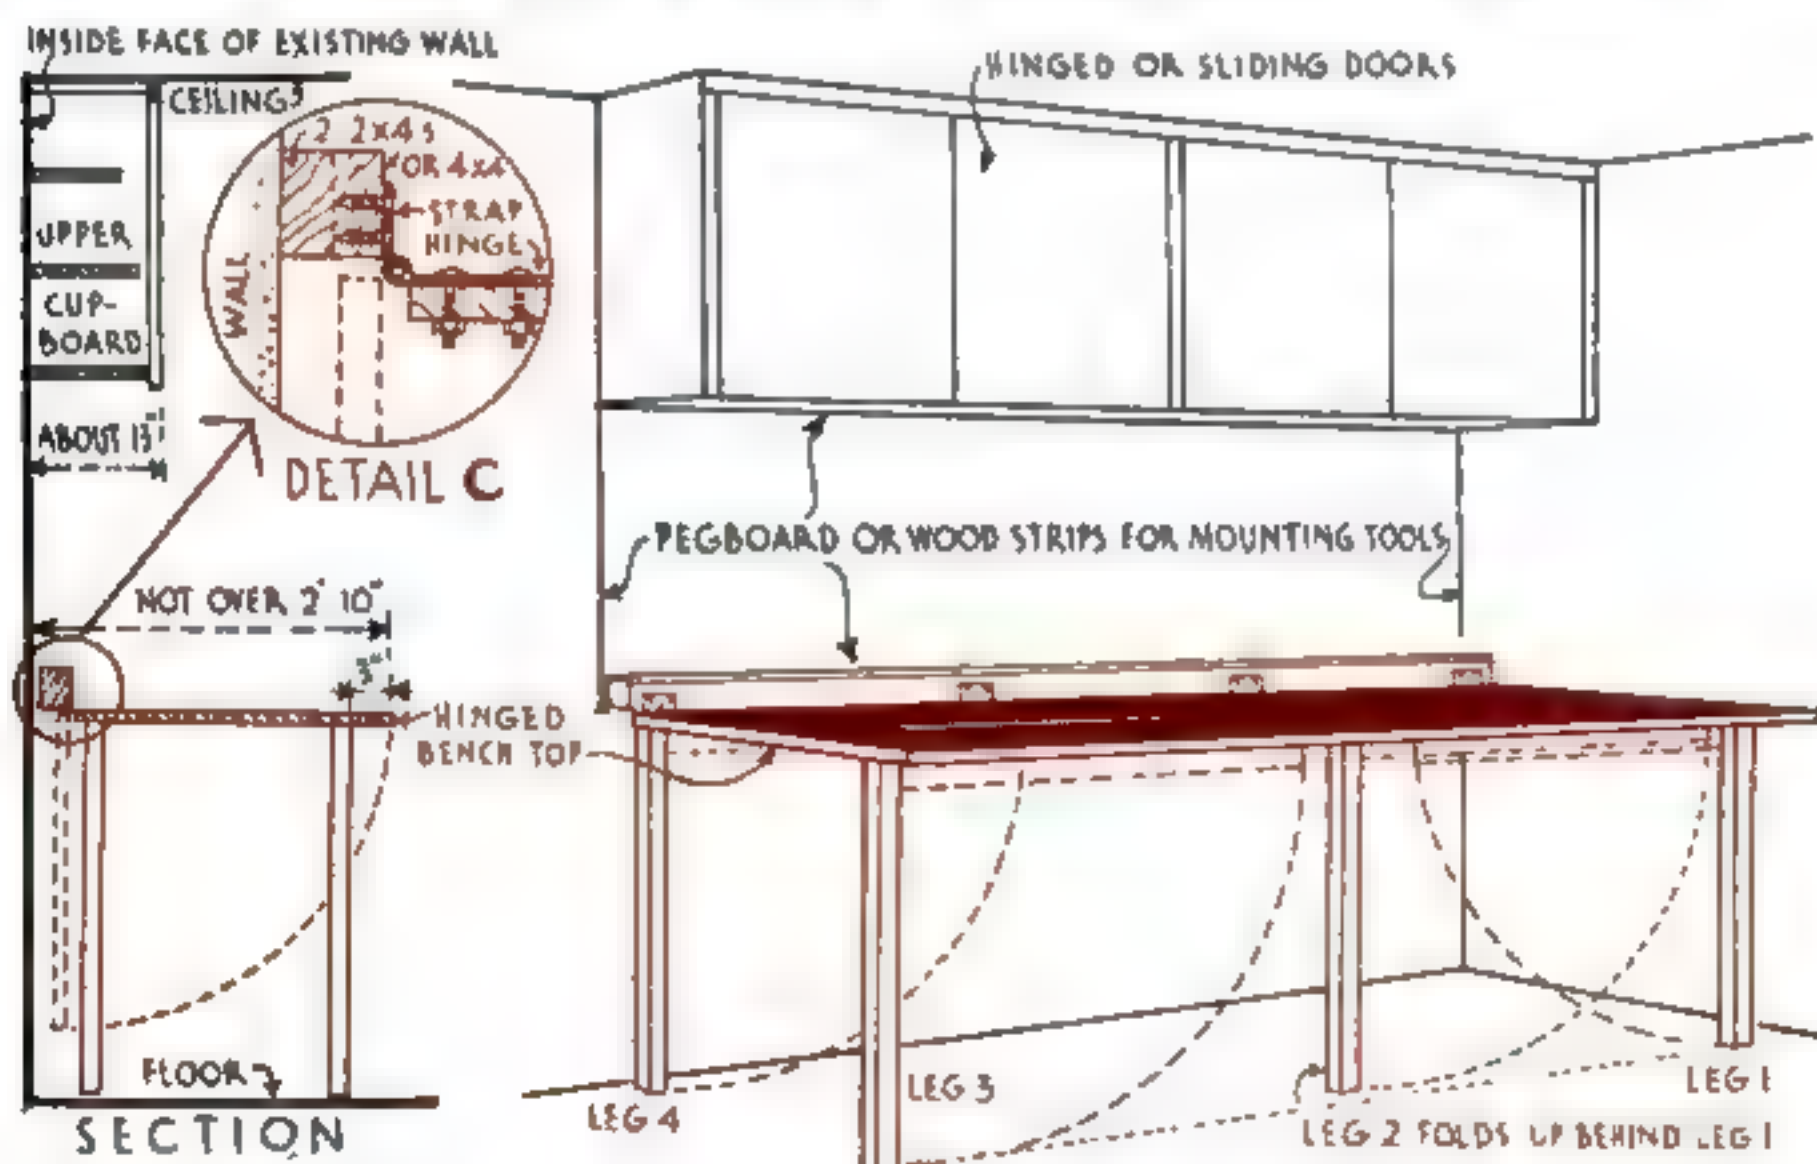 INSIDE FACE OF EXISTING WALL
CEILING
2 2x4s
OR 4x4
STRAP
HINGE
WALL
UPPER
CUP-
BOARD
ABOUT 13"
DETAIL C
HINGED OR SLIDING DOORS
PEGBOARD OR WOOD STRIPS FOR MOUNTING TOOLS
NOT OVER 2' 10"
3"
HINGED
BENCH TOP
FLOOR
SECTION
LEG 4
LEG 3
LEG 1
LEG 2 FOLDS UP BEHIND LEG 1